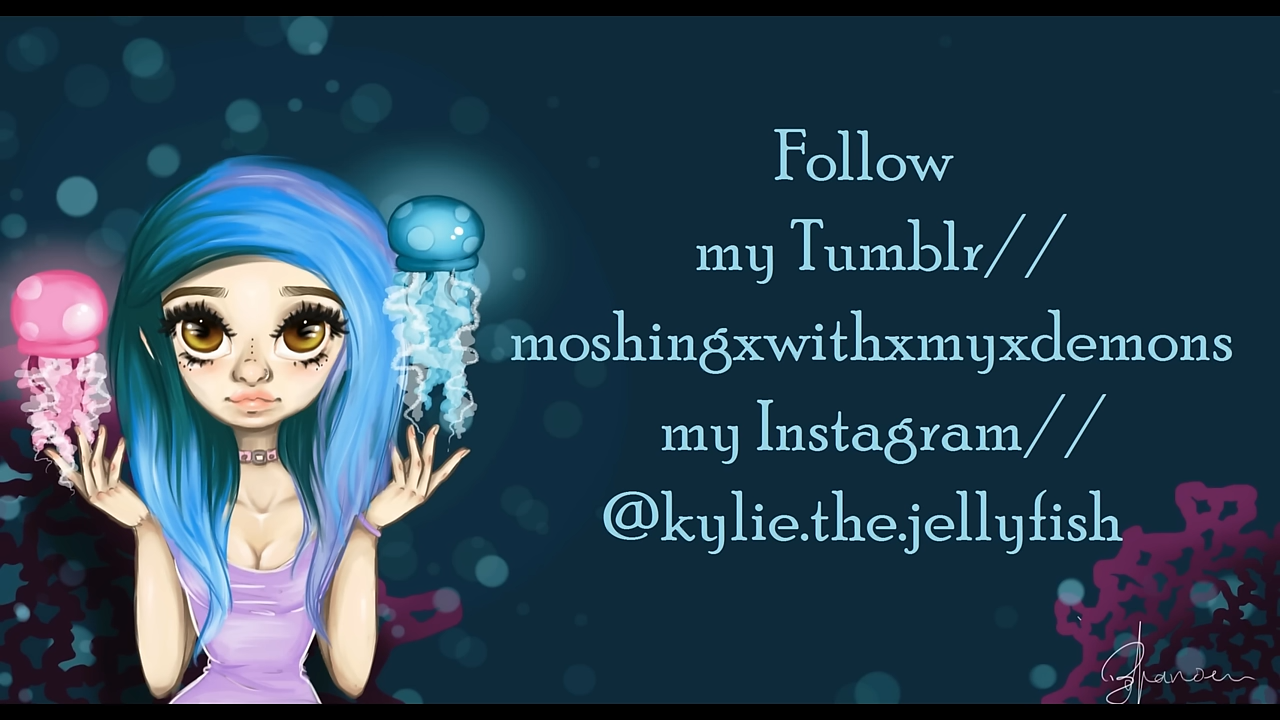 Follow
my Tumblr//
moshingxwithxmyxdemons
my Instagram//
@kylie.the.jellyfish